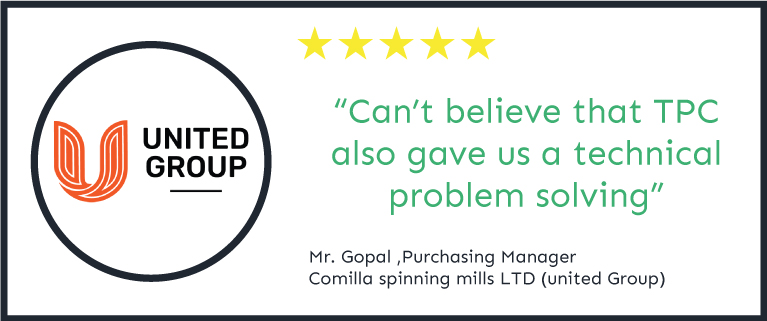 UNITED
GROUP
“Can’t believe that TPC
also gave us a technical
problem solving”
Mr. Gopal ,Purchasing Manager
Comilla spinning mills LTD (united Group)